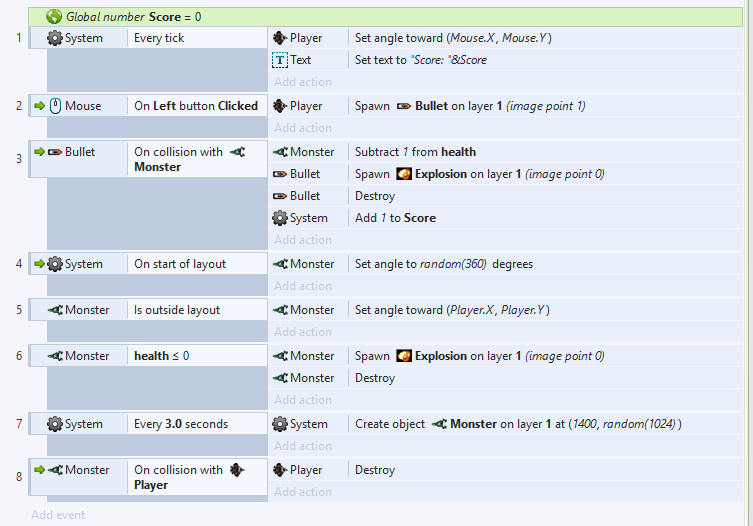 Global number Score = 0
1 System Every tick Player Set angle toward (Mouse.X, Mouse.Y)
T Text Set text to "Score: "&Score
Add action
2 Mouse On Left button Clicked Player Spawn Bullet on layer 1 (image point 1)
Add action
3 Bullet On collision with Monster Monster Subtract 1 from health
Bullet Spawn Explosion on layer 1 (image point 0)
Bullet Destroy
System Add 1 to Score
Add action
4 System On start of layout Monster Set angle to random(360) degrees
Add action
5 Monster Is outside layout Monster Set angle toward (Player.X, Player.Y)
Add action
6 Monster health ≤ 0 Monster Spawn Explosion on layer 1 (image point 0)
Monster Destroy
Add action
7 System Every 3.0 seconds System Create object Monster on layer 1 at (1400, random(1024))
Add action
8 Monster On collision with Player Player Destroy
Add action
Add event